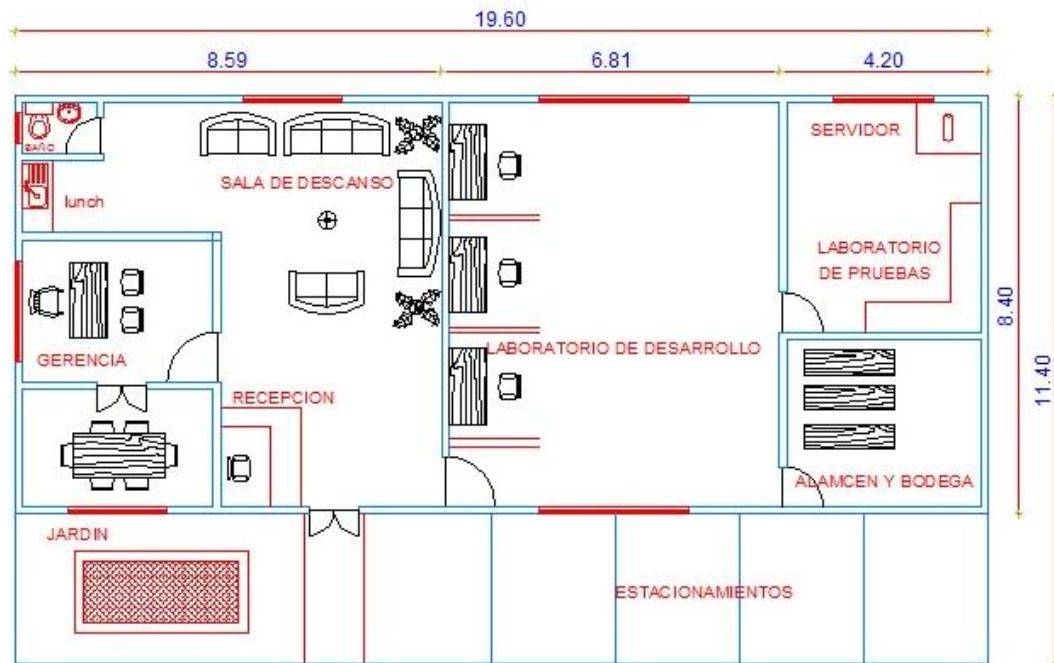 19.60
8.59
6.81
4.20
BAÑO
SERVIDOR
SALA DE DESCANSO
lunch
LABORATORIO
DE PRUEBAS
8.40
GERENCIA
LABORATORIO DE DESARROLLO
11.40
RECEPCION
ALAMCEN Y BODEGA
JARDIN
ESTACIONAMIENTOS